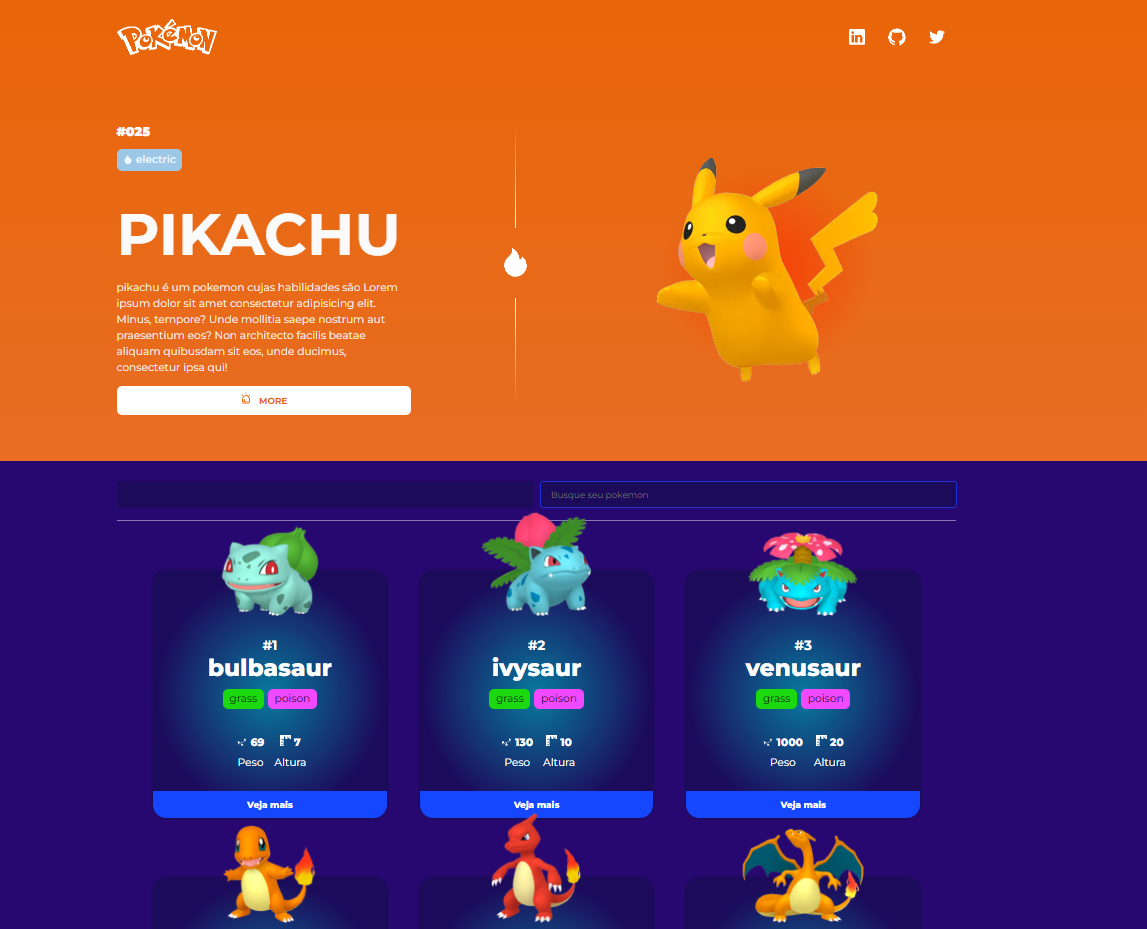 POKéMON
#025
electric
PIKACHU
pikachu é um pokemon cujas habilidades são Lorem
ipsum dolor sit amet consectetur adipisicing elit.
Minus, tempore? Unde mollitia saepe nostrum aut
praesentium eos? Non architecto facilis beatae
aliquam quibusdam sit eos, unde ducimus,
consectetur ipsa qui!
MORE
Busque seu pokemon
#1 #2 #3
bulbasaur ivysaur venusaur
grass poison grass poison grass poison
69 7 130 10 1000 20
Peso Altura Peso Altura Peso Altura
Veja mais Veja mais Veja mais